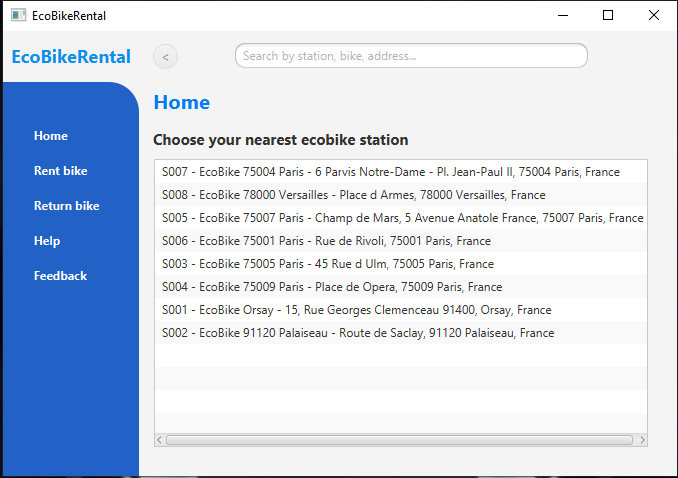 EcoBikeRental
EcoBikeRental
<
Search by station, bike, address...
Home
Rent bike
Return bike
Help
Feedback
Home
Choose your nearest ecobike station
S007 - EcoBike 75004 Paris - 6 Parvis Notre-Dame - Pl. Jean-Paul II, 75004 Paris, France
S008 - EcoBike 78000 Versailles - Place d Armes, 78000 Versailles, France
S005 - EcoBike 75007 Paris - Champ de Mars, 5 Avenue Anatole France, 75007 Paris, France
S006 - EcoBike 75001 Paris - Rue de Rivoli, 75001 Paris, France
S003 - EcoBike 75005 Paris - 45 Rue d Ulm, 75005 Paris, France
S004 - EcoBike 75009 Paris - Place de Opera, 75009 Paris, France
S001 - EcoBike Orsay - 15, Rue Georges Clemenceau 91400, Orsay, France
S002 - EcoBike 91120 Palaiseau - Route de Saclay, 91120 Palaiseau, France